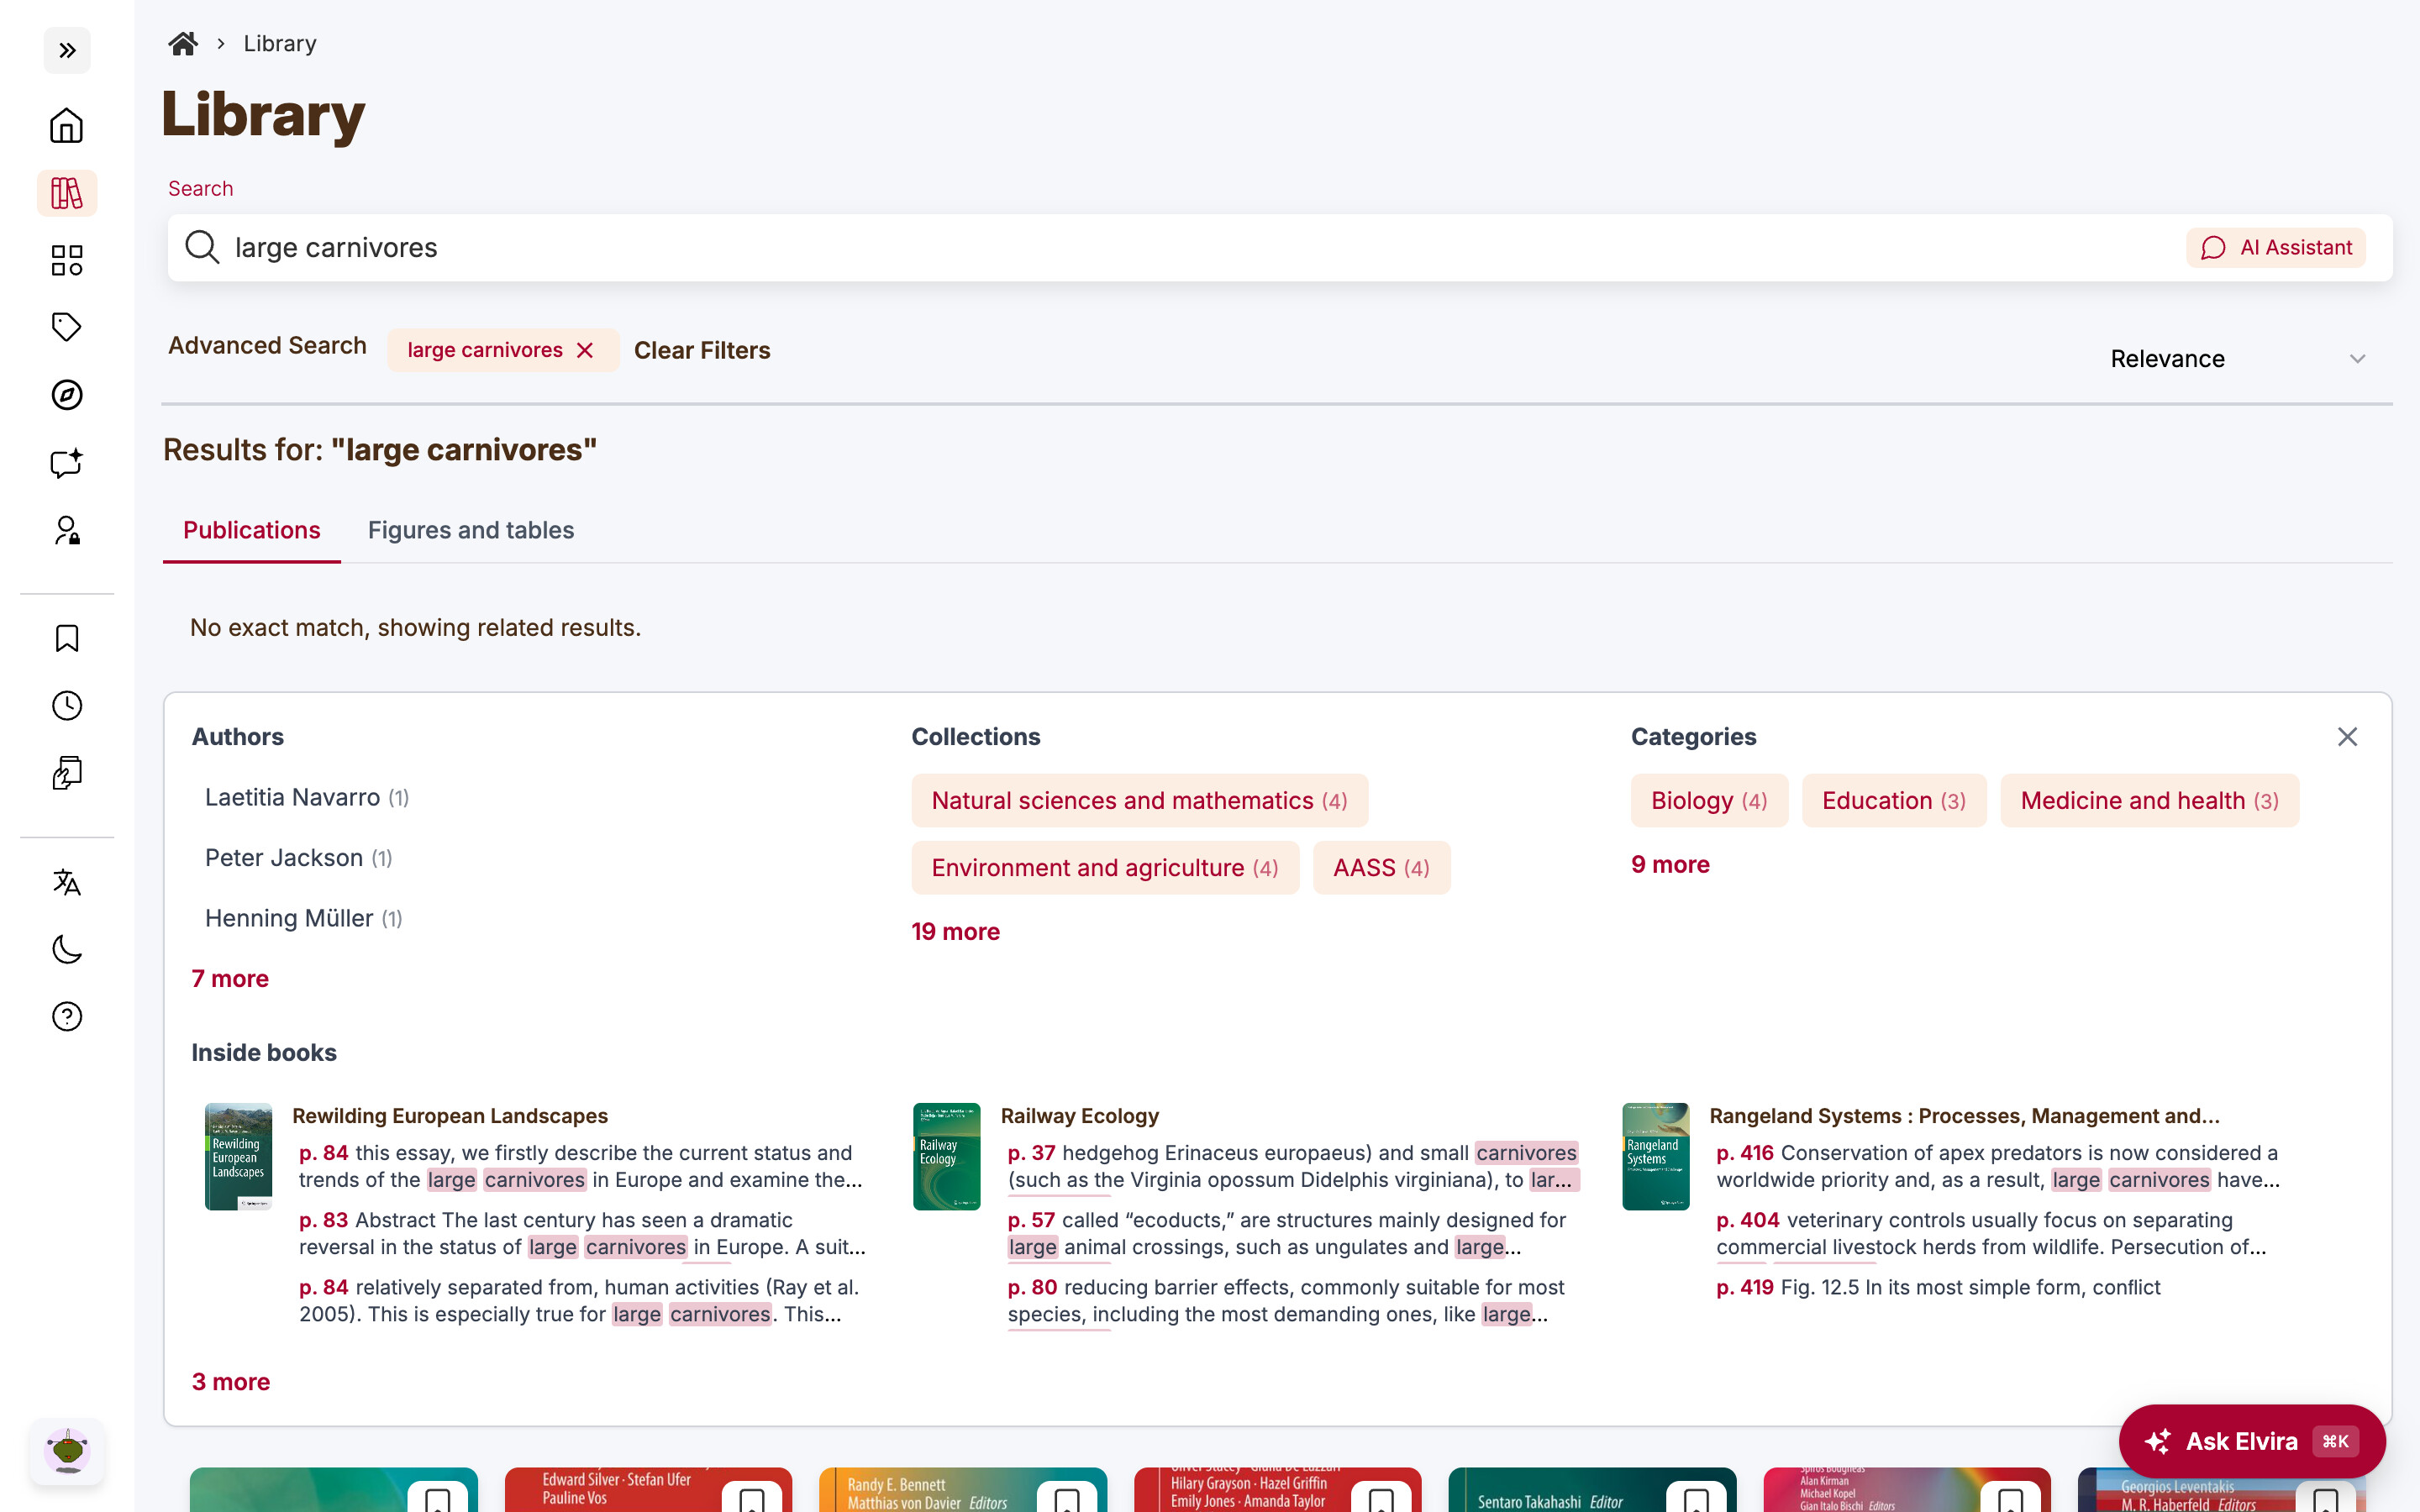 Library
Library
Search
large carnivores
AI Assistant
Advanced Search
large carnivores
Clear Filters
Relevance
Results for: "large carnivores"
Publications
Figures and tables
No exact match, showing related results.
Authors
Laetitia Navarro (1)
Peter Jackson (1)
Henning Müller (1)
7 more
Collections
Natural sciences and mathematics (4)
Environment and agriculture (4)
AASS (4)
19 more
Categories
Biology (4)
Education (3)
Medicine and health (3)
9 more
Inside books
Rewilding
European
Landscapes
Rewilding European Landscapes
p. 84 this essay, we firstly describe the current status and
trends of the large carnivores in Europe and examine the...
p. 83 Abstract The last century has seen a dramatic
reversal in the status of large carnivores in Europe. A suit...
p. 84 relatively separated from, human activities (Ray et al.
2005). This is especially true for large carnivores. This...
Railway
Ecology
Railway Ecology
p. 37 hedgehog Erinaceus europaeus) and small carnivores
(such as the Virginia opossum Didelphis virginiana), to lar...
p. 57 called “ecoducts,” are structures mainly designed for
large animal crossings, such as ungulates and large...
p. 80 reducing barrier effects, commonly suitable for most
species, including the most demanding ones, like large...
Rangeland
Systems
Rangeland Systems : Processes, Management and...
p. 416 Conservation of apex predators is now considered a
worldwide priority and, as a result, large carnivores have...
p. 404 veterinary controls usually focus on separating
commercial livestock herds from wildlife. Persecution of...
p. 419 Fig. 12.5 In its most simple form, conflict
3 more
Ask Elvira ⌘K
Edward Silver · Stefan Ufer
Pauline Vos
Randy E. Bennett
Matthias von Davier Editors
Hilary Grayson · Hazel Griffin
Emily Jones · Amanda Taylor
Sentaro Takahashi Editor
Spiros Bougheas
Alan Kirman
Michael Kopel
Gian Italo Bischi Editors
Georgios Leventakis
M. R. Haberfeld Editors